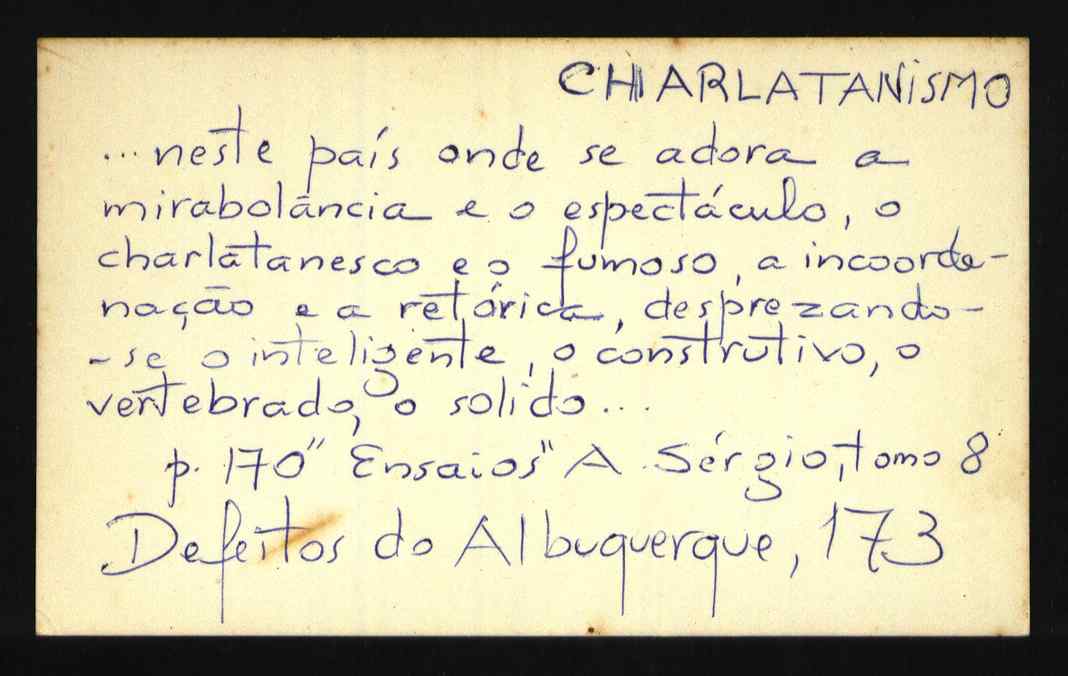 CHARLATANISMO
...neste país onde se adora a
mirabolância e o espectáculo, o
charlatanesco e o fumoso, a incoorde-
nação e a retórica, desprezando-
-se o inteligente, o construtivo, o
vertebrado, o solido...
p. 170 "Ensaios" A. Sérgio, tomo 8
Defeitos do Albuquerque, 173